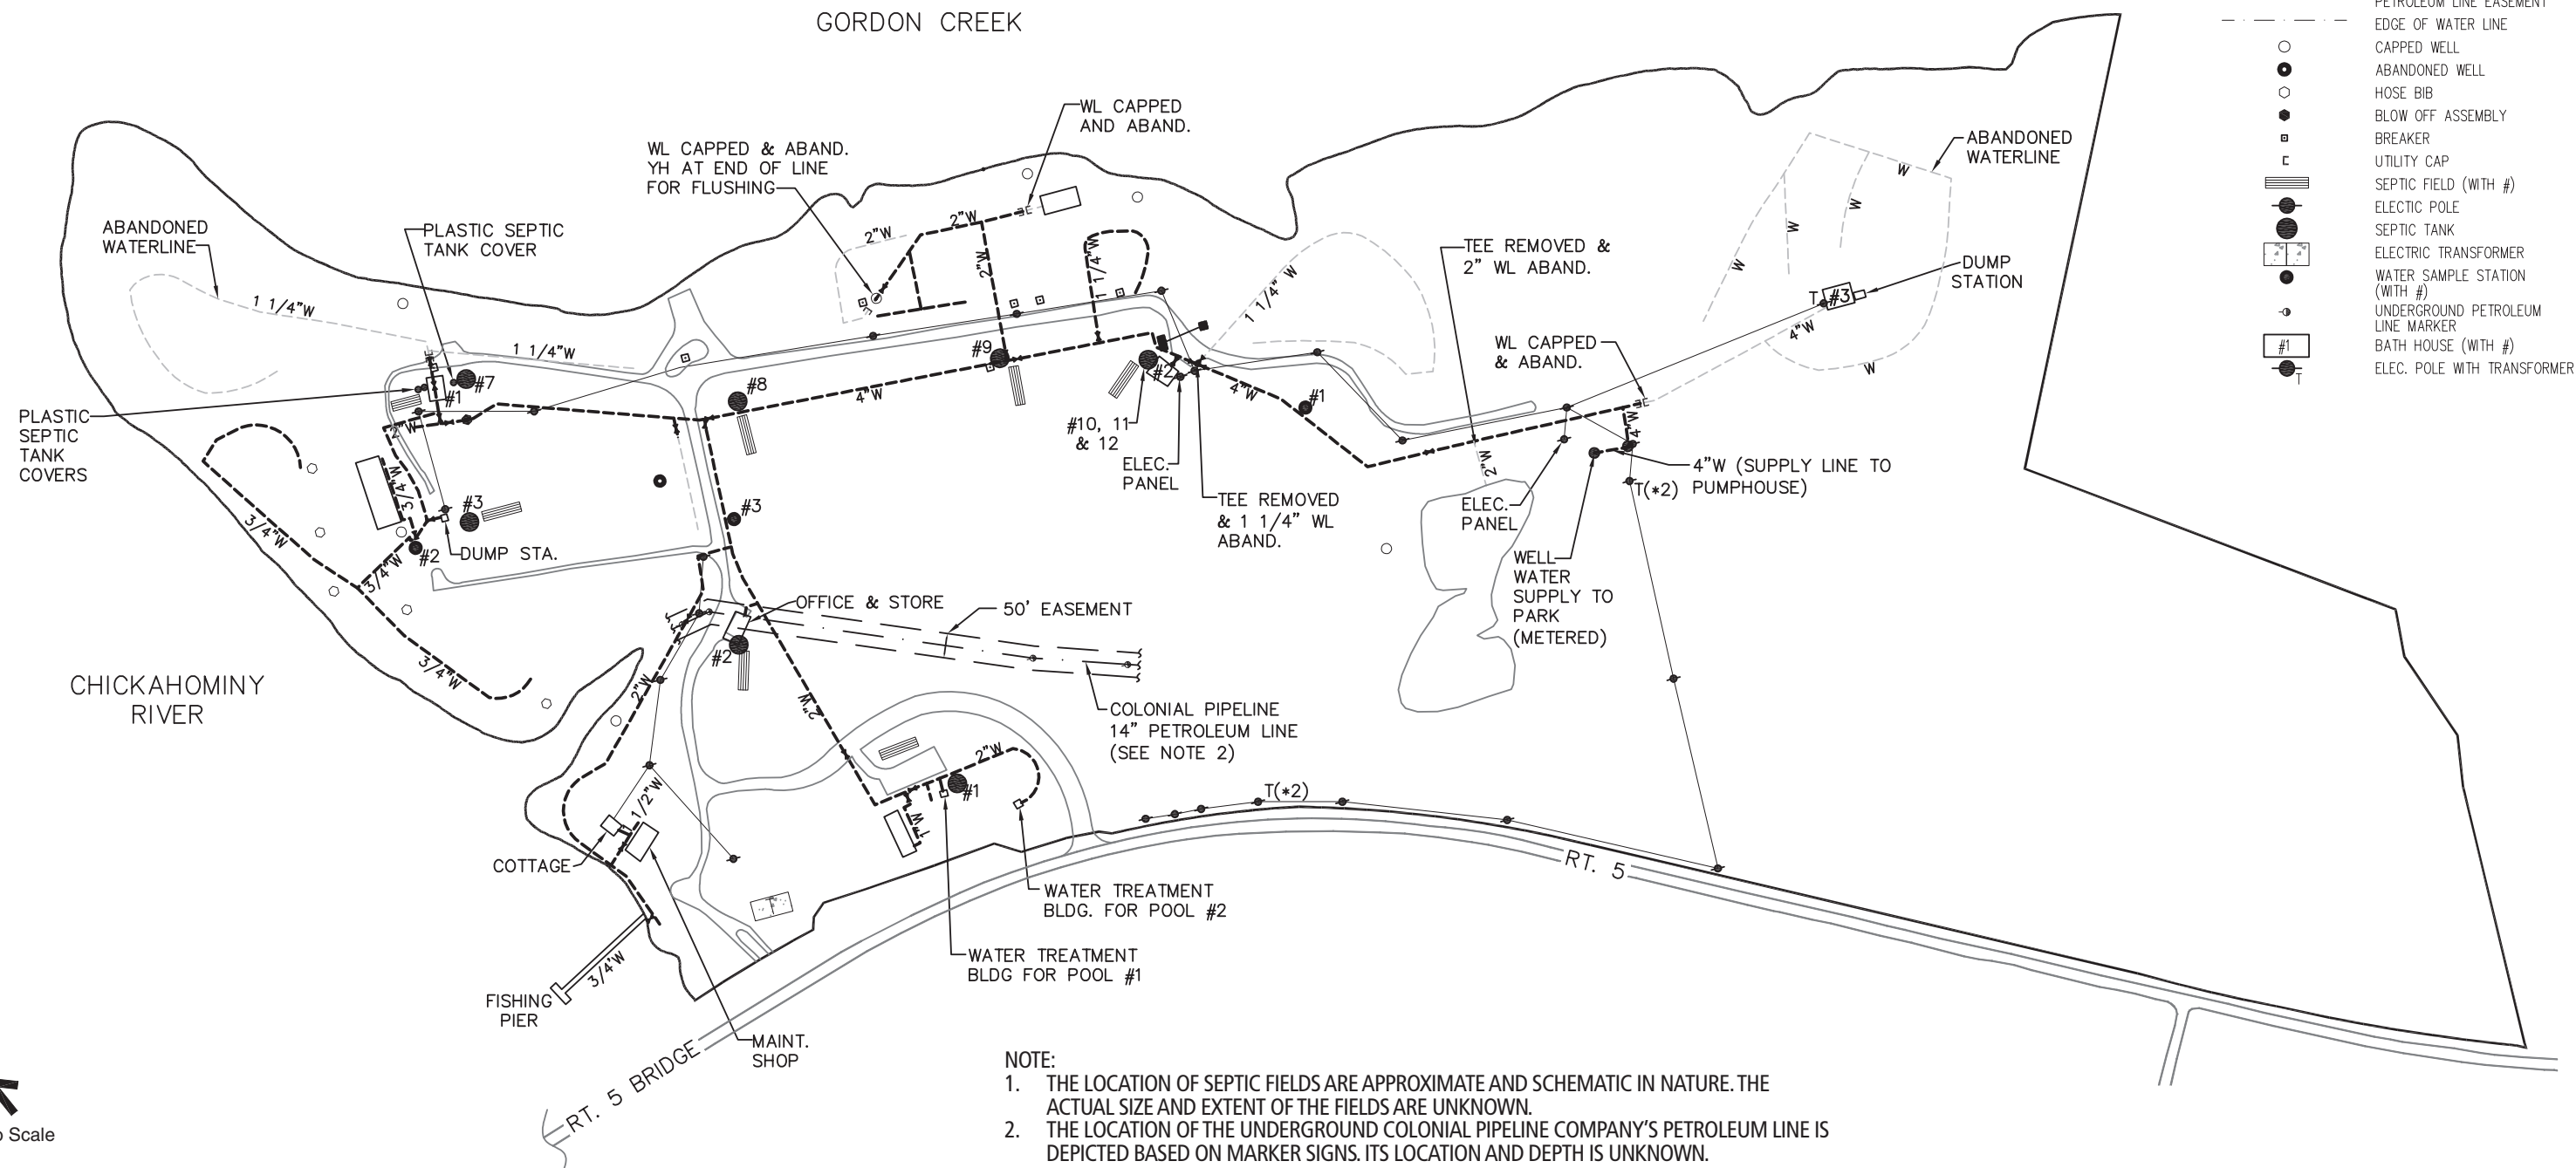 GORDON CREEK
PETROLEUM LINE EASEMENT
EDGE OF WATER LINE
CAPPED WELL
ABANDONED WELL
HOSE BIB
BLOW OFF ASSEMBLY
BREAKER
UTILITY CAP
SEPTIC FIELD (WITH #)
ELECTIC POLE
SEPTIC TANK
ELECTRIC TRANSFORMER
WATER SAMPLE STATION
(WITH #)
UNDERGROUND PETROLEUM
LINE MARKER
#1
BATH HOUSE (WITH #)
T
ELEC. POLE WITH TRANSFORMER
WL CAPPED
AND ABAND.
WL CAPPED & ABAND.
YH AT END OF LINE
FOR FLUSHING
ABANDONED
WATERLINE
W
W
W
W
W
ABANDONED
WATERLINE
PLASTIC SEPTIC
TANK COVER
2"W
2"W
2"W
1 1/4"W
1 1/4"W
TEE REMOVED &
2" WL ABAND.
DUMP
STATION
T
#3
4"W
1 1/4"W
1 1/4"W
WL CAPPED
& ABAND.
#7
#1
#8
#9
#2
#1
4"W
4"W
4"W
PLASTIC
SEPTIC
TANK
COVERS
2"W
#10, 11
& 12
ELEC.
PANEL
2"W
4"W (SUPPLY LINE TO
PUMPHOUSE)
T(*2)
ELEC.
PANEL
3/4"W
#3
#3
TEE REMOVED
& 1 1/4" WL
ABAND.
3/4"W
#2
DUMP STA.
3/4"W
WELL
WATER
SUPPLY TO
PARK
(METERED)
OFFICE & STORE
50' EASEMENT
#2
3/4"W
2"W
2"W
CHICKAHOMINY
RIVER
COLONIAL PIPELINE
14" PETROLEUM LINE
(SEE NOTE 2)
2"W
#1
1"W
1/2"W
T(*2)
COTTAGE
RT. 5
WATER TREATMENT
BLDG. FOR POOL #2
WATER TREATMENT
BLDG FOR POOL #1
3/4'W
FISHING
PIER
MAINT.
SHOP
RT. 5 BRIDGE
NOTE:
1. THE LOCATION OF SEPTIC FIELDS ARE APPROXIMATE AND SCHEMATIC IN NATURE. THE
ACTUAL SIZE AND EXTENT OF THE FIELDS ARE UNKNOWN.
2. THE LOCATION OF THE UNDERGROUND COLONIAL PIPELINE COMPANY'S PETROLEUM LINE IS
DEPICTED BASED ON MARKER SIGNS. ITS LOCATION AND DEPTH IS UNKNOWN.
Scale